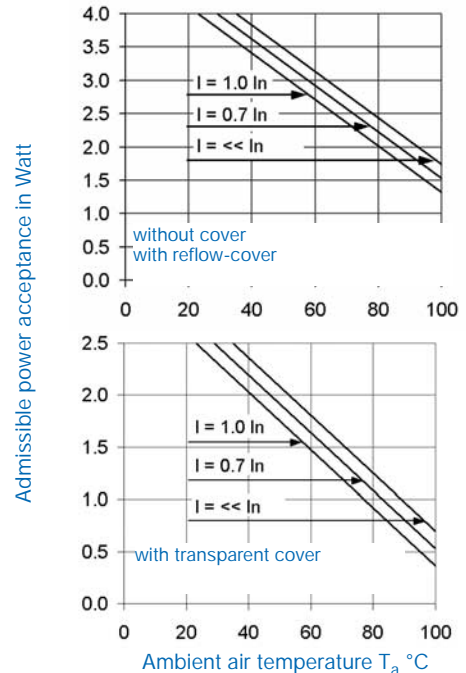 Admissible power acceptance in Watt
4.0
3.5
3.0
I = 1.0 In
2.5
I = 0.7 In
2.0
I = << In
1.5
1.0
0.5
without cover
with reflow-cover
0.0
0 20 40 60 80 100
2.5
2.0
I = 1.0 In
1.5
I = 0.7 In
1.0
I = << In
0.5
with transparent cover
0.0
0 20 40 60 80 100
Ambient air temperature Ta °C